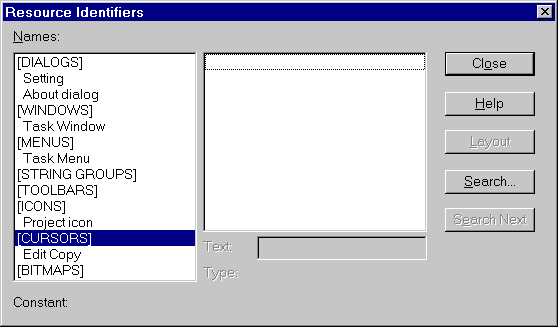 Resource Identifiers
Names:
[DIALOGS]
Setting
About dialog
[WINDOWS]
Task Window
[MENUS]
Task Menu
[STRING GROUPS]
[TOOLBARS]
[ICONS]
Project icon
[CURSORS]
Edit Copy
[BITMAPS]
Constant:
Text:
Type:
Close
Help
Layout
Search...
Search Next